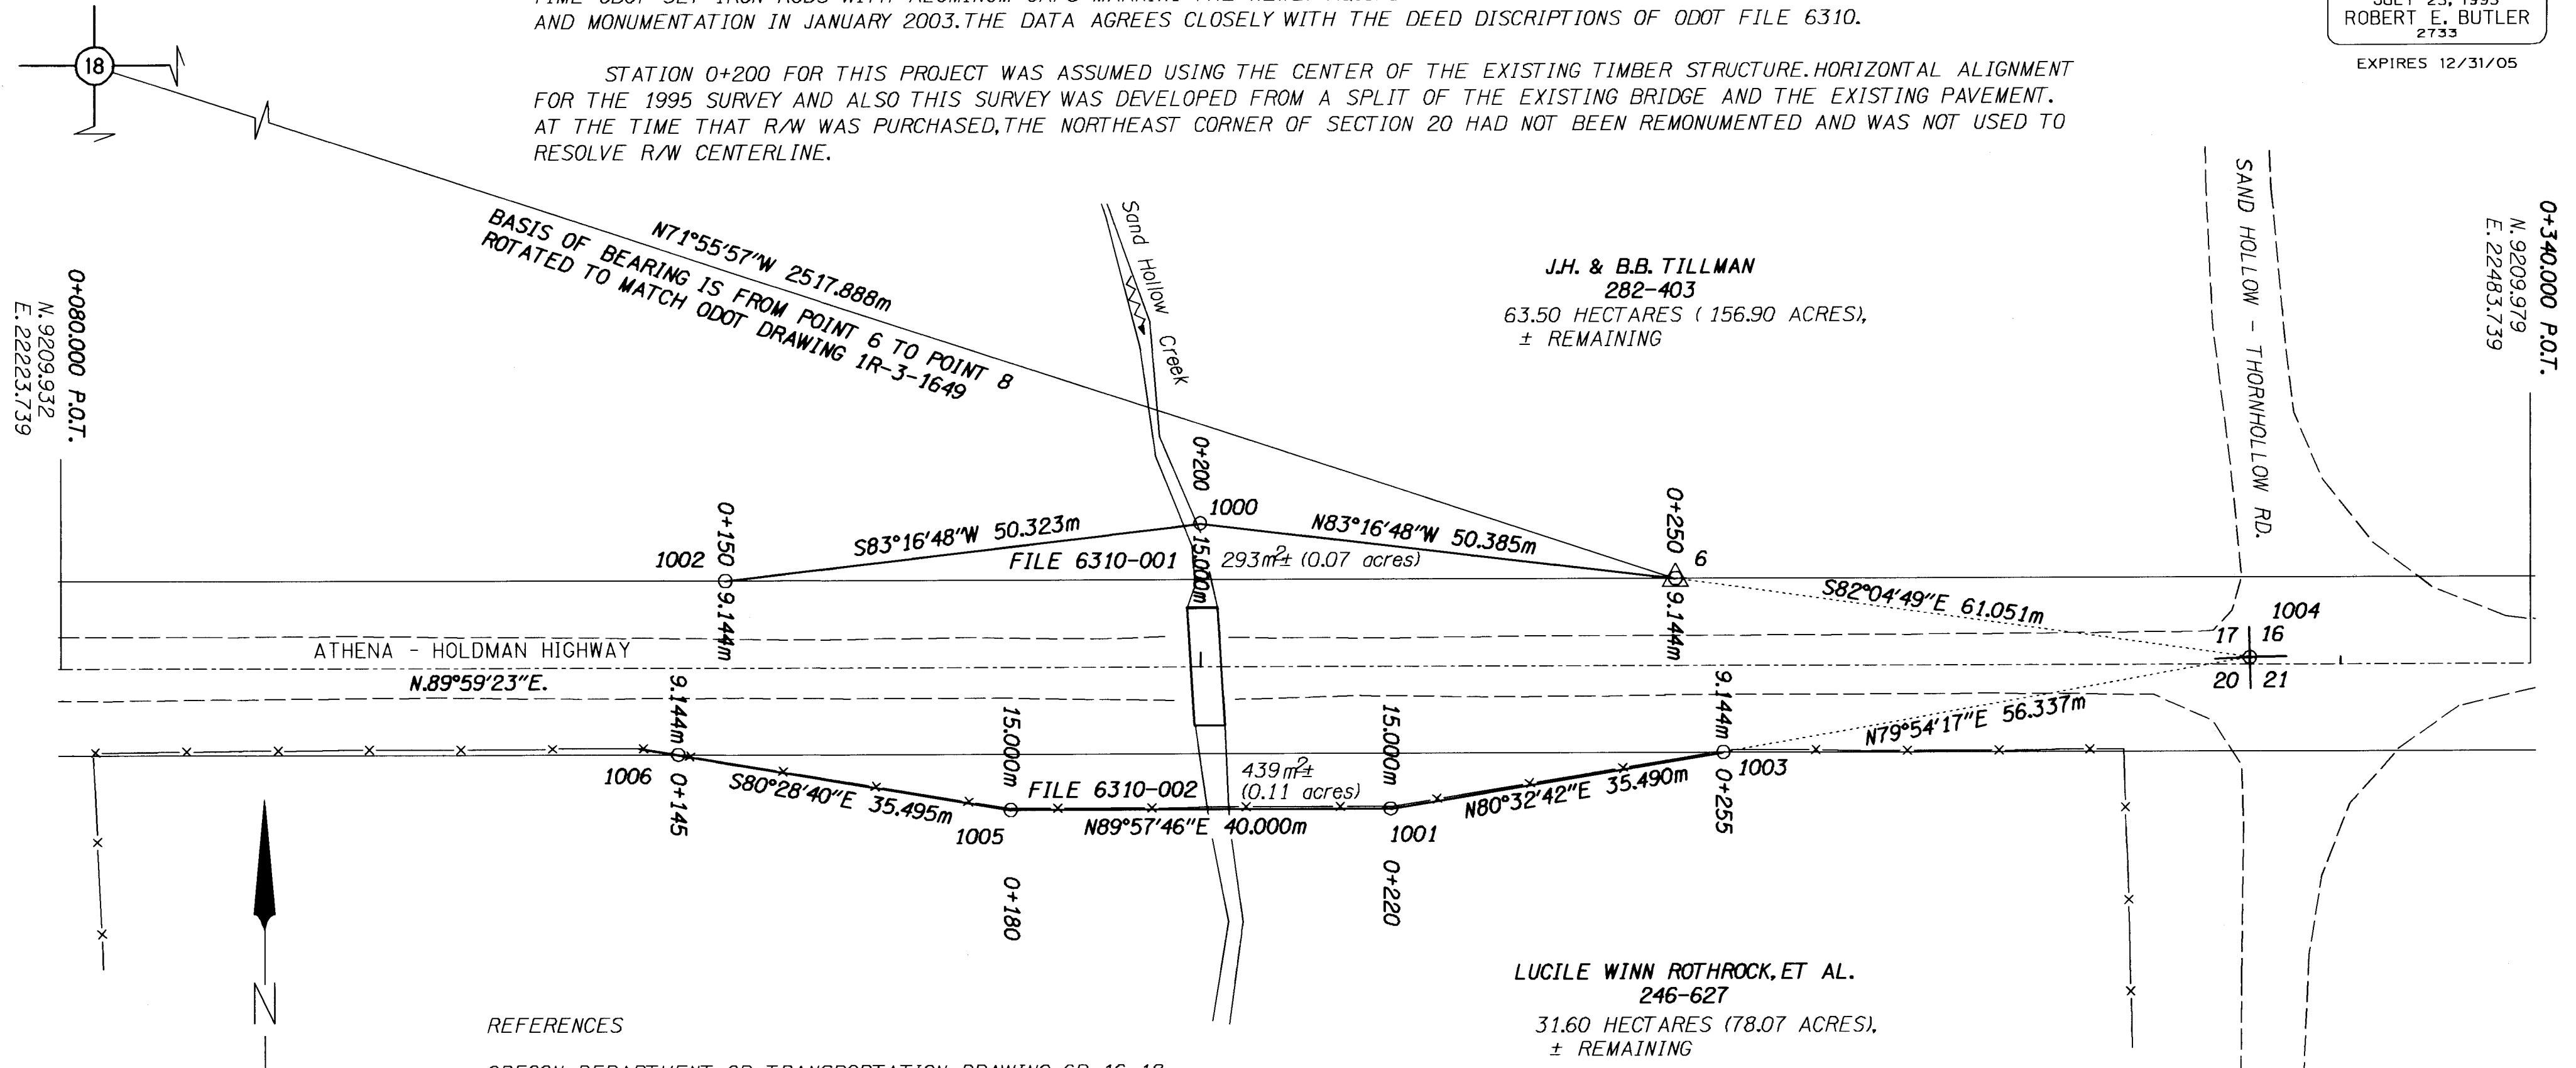 AND MONUMENTATION IN JANUARY 2003. THE DATA AGREES CLOSELY WITH THE DEED DISCRIPTIONS OF ODOT FILE 6310.
ROBERT E. BUTLER
2733
EXPIRES 12/31/05
18
STATION 0+200 FOR THIS PROJECT WAS ASSUMED USING THE CENTER OF THE EXISTING TIMBER STRUCTURE. HORIZONTAL ALIGNMENT
FOR THE 1995 SURVEY AND ALSO THIS SURVEY WAS DEVELOPED FROM A SPLIT OF THE EXISTING BRIDGE AND THE EXISTING PAVEMENT.
AT THE TIME THAT R/W WAS PURCHASED, THE NORTHEAST CORNER OF SECTION 20 HAD NOT BEEN REMONUMENTED AND WAS NOT USED TO
RESOLVE R/W CENTERLINE.
N71°55'57"W 2517.888m
BASIS OF BEARING IS FROM POINT 6 TO POINT 8
ROTATED TO MATCH ODOT DRAWING 1R-3-1649
Sand Hollow Creek
J.H. & B.B. TILLMAN
282-403
63.50 HECTARES ( 156.90 ACRES),
± REMAINING
SAND HOLLOW - THORNHOLLOW RD.
0+340.000 P.O.T.
N. 9209.979
E. 22483.739
0+080.000 P.O.T.
N. 9209.932
E. 22223.739
0+150
9.144m
1002
S83°16'48"W 50.323m
0+200
1000
15.000m
N83°16'48"W 50.385m
FILE 6310-001
293m²± (0.07 acres)
0+250
6
9.144m
S82°04'49"E 61.051m
1004
17 16
20 21
ATHENA - HOLDMAN HIGHWAY
N.89°59'23"E.
9.144m
1006
0+145
S80°28'40"E 35.495m
15.000m
1005
0+180
FILE 6310-002
439m²±
(0.11 acres)
N89°57'46"E 40.000m
15.000m
1001
0+220
N80°32'42"E 35.490m
9.144m
1003
0+255
N79°54'17"E 56.337m
N
LUCILE WINN ROTHROCK, ET AL.
246-627
31.60 HECTARES (78.07 ACRES),
± REMAINING
REFERENCES